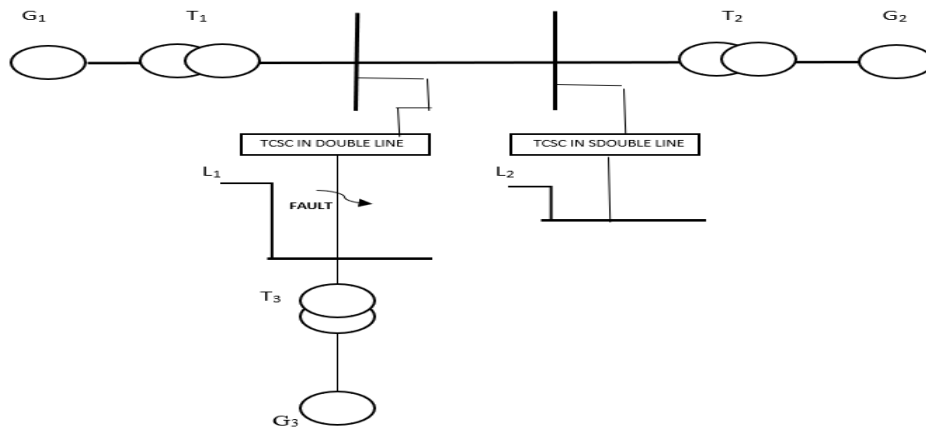 G₁ T₁ T₂ G₂
TCSC IN DOUBLE LINE TCSC IN SDOUBLE LINE
L₁ L₂
FAULT
T₃
G₃